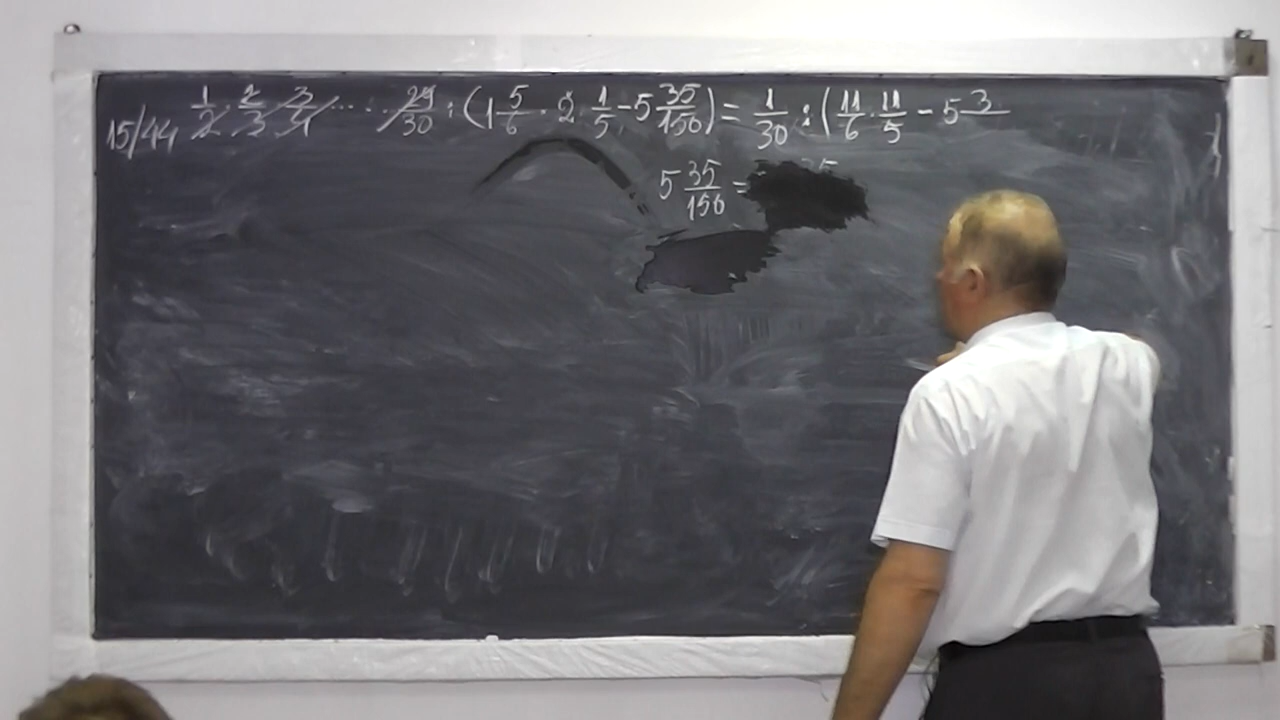 15/44 1/2 · 2/3 · 3/4 · ... · 29/30 : (1 5/6 · 2 1/5 - 5 35/150) = 1/30 : (11/6 · 11/5 - 5 3
5 35/150 =